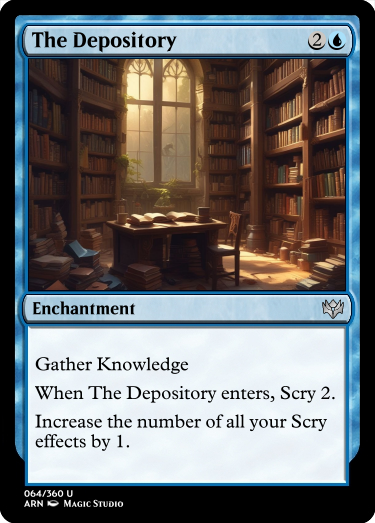 The Depository 2
Enchantment
Gather Knowledge
When The Depository enters, Scry 2.
Increase the number of all your Scry
effects by 1.
064/360 U
ARN Magic Studio